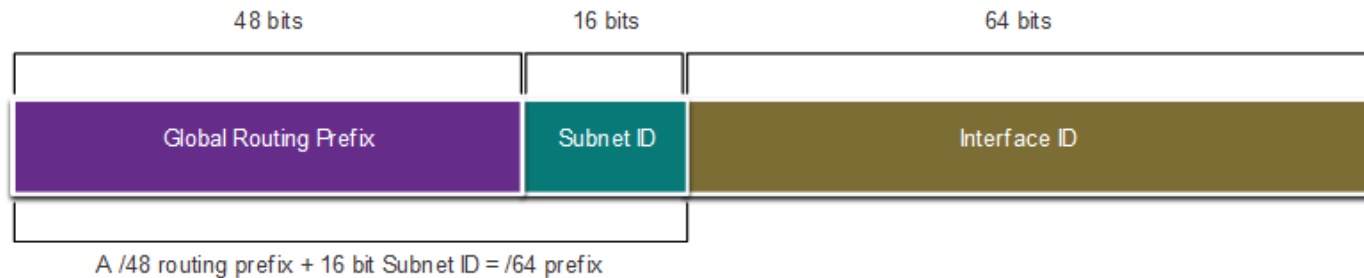 48 bits
16 bits
64 bits
Global Routing Prefix
Subnet ID
Interface ID
A /48 routing prefix + 16 bit Subnet ID = /64 prefix